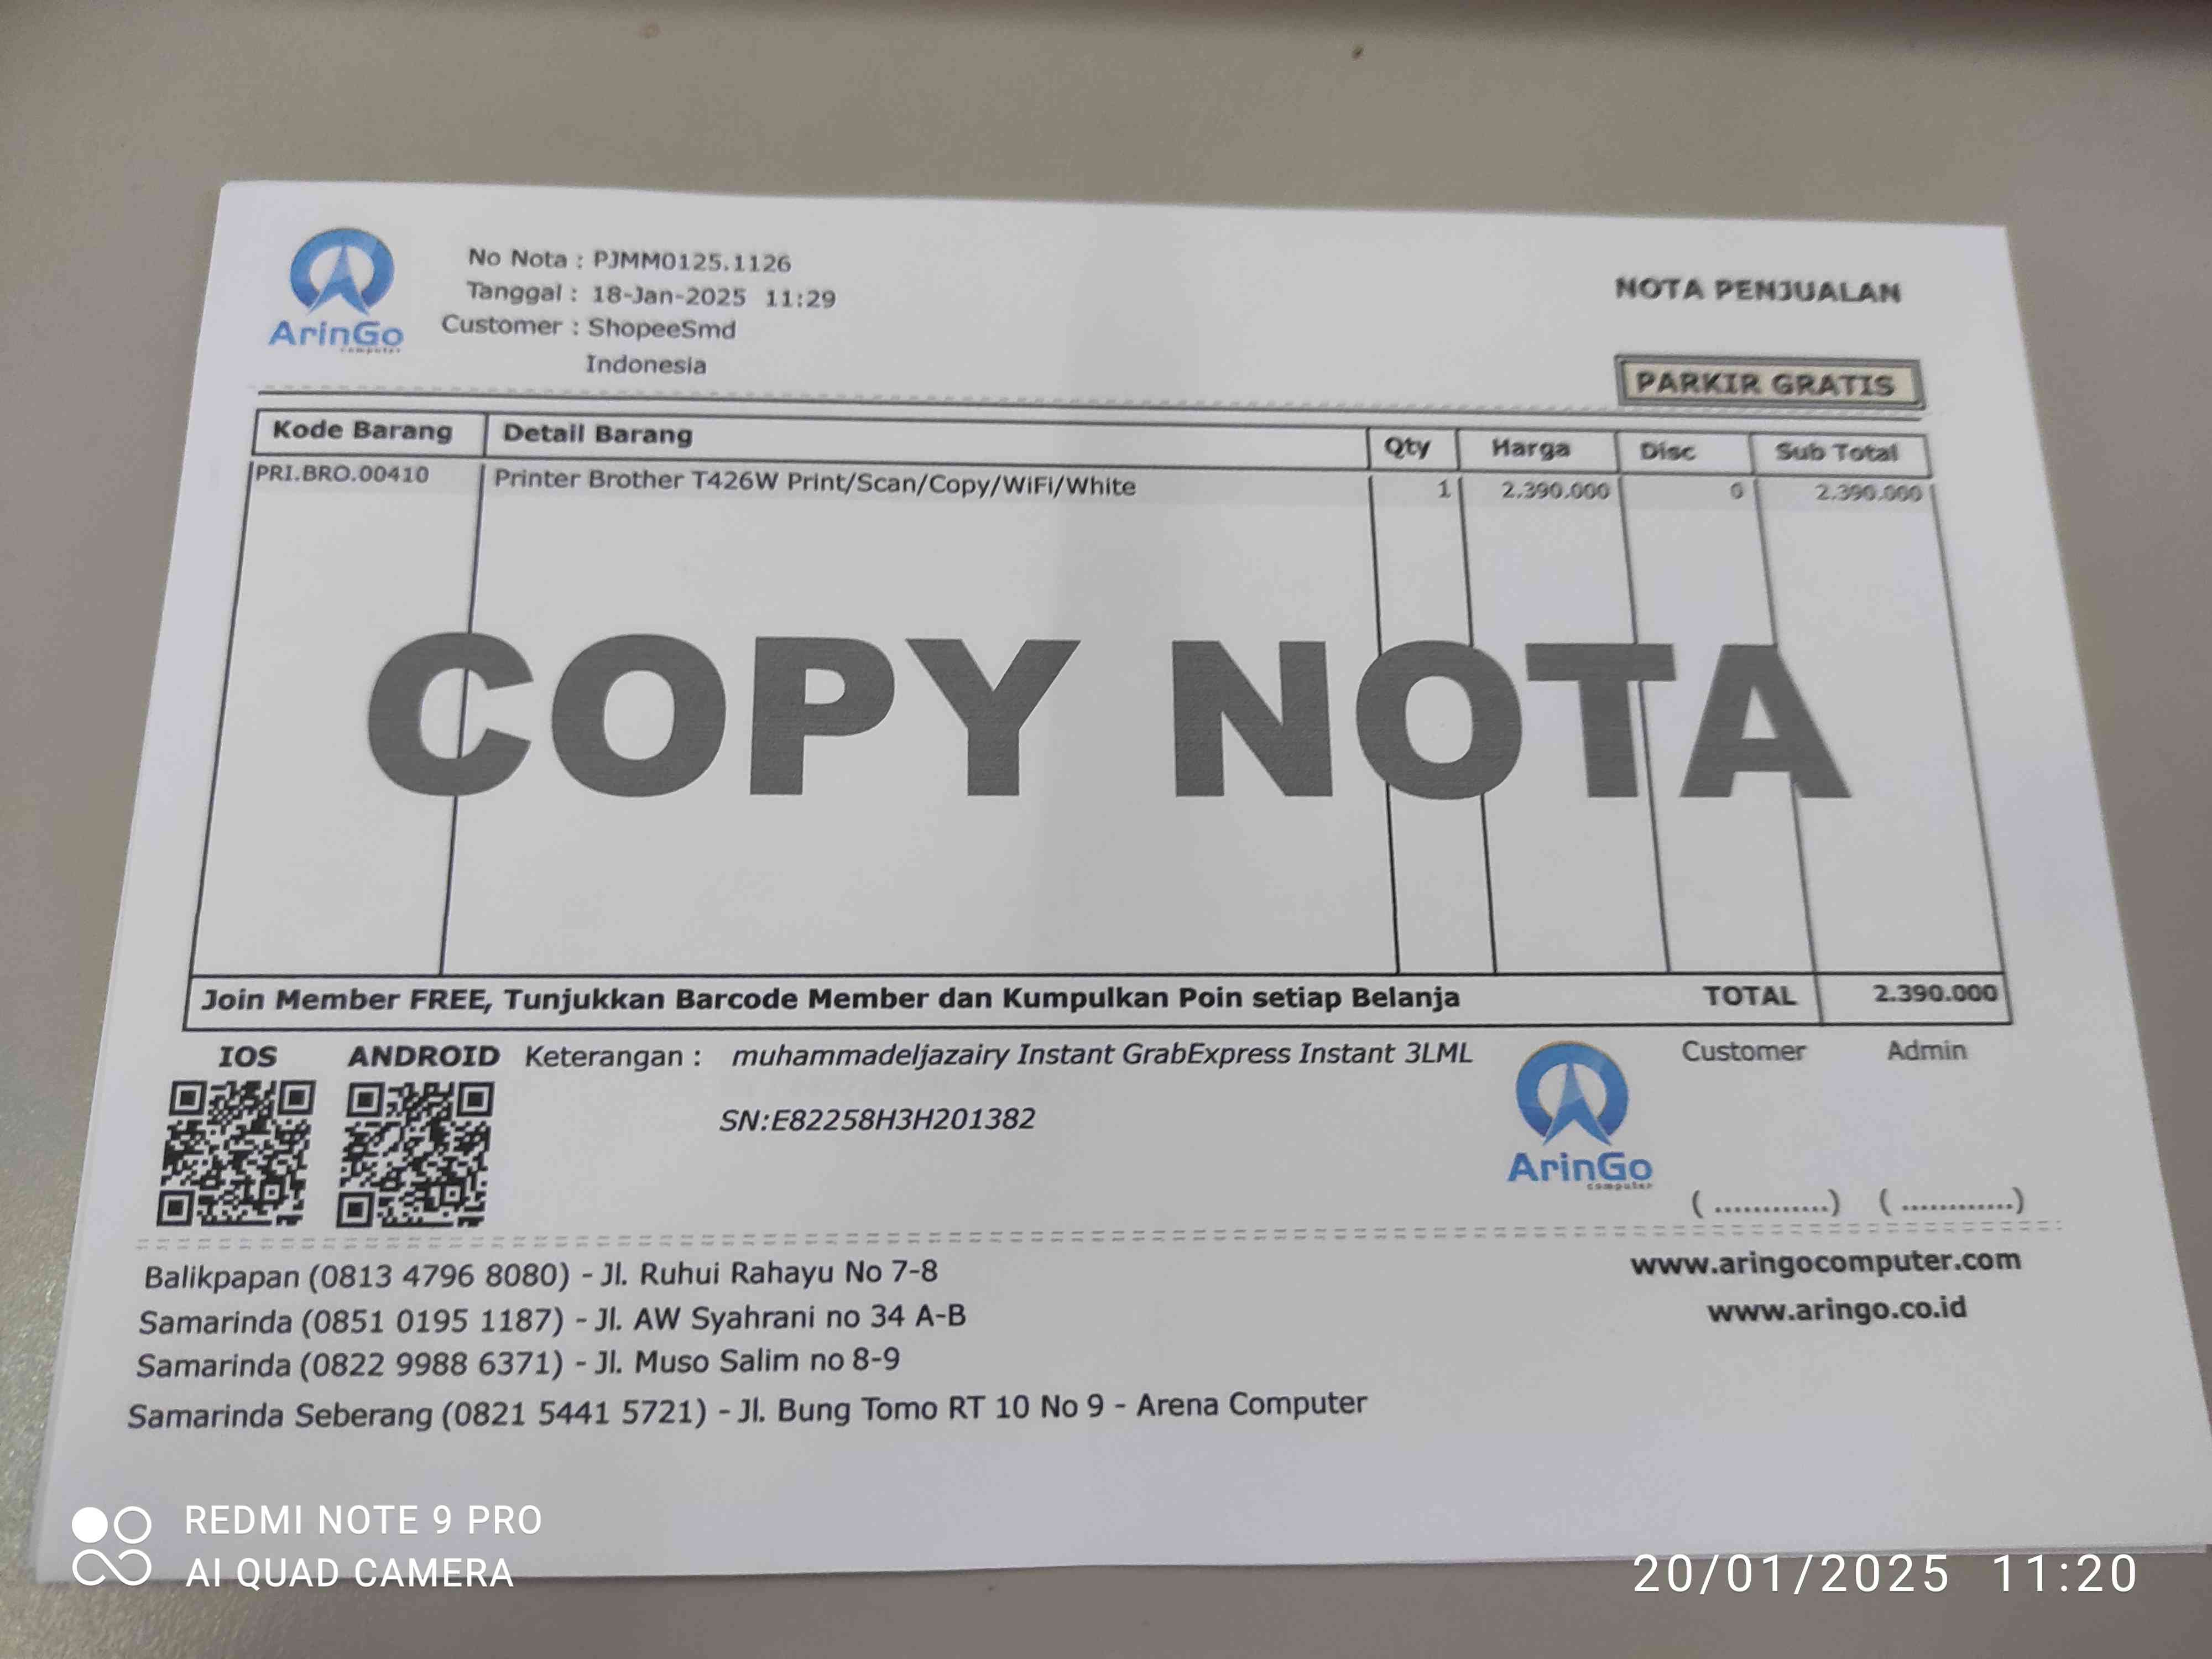 ArinGo
computer
No Nota : PJMM0125.1126
Tanggal : 18-Jan-2025 11:29
Customer : ShopeeSmd
Indonesia
NOTA PENJUALAN
PARKIR GRATIS
Kode Barang Detail Barang Qty Harga Disc Sub Total
PRI.BRO.00410 Printer Brother T426W Print/Scan/Copy/WiFi/White 1 2.390.000 0 2.390.000
COPY NOTA
Join Member FREE, Tunjukkan Barcode Member dan Kumpulkan Poin setiap Belanja TOTAL 2.390.000
IOS ANDROID Keterangan : muhammadeljazairy Instant GrabExpress Instant 3LML
SN:E82258H3H201382
ArinGo
computer
Customer Admin
(............) (............)
Balikpapan (0813 4796 8080) - Jl. Ruhui Rahayu No 7-8
Samarinda (0851 0195 1187) - Jl. AW Syahrani no 34 A-B
Samarinda (0822 9988 6371) - Jl. Muso Salim no 8-9
Samarinda Seberang (0821 5441 5721) - Jl. Bung Tomo RT 10 No 9 - Arena Computer
www.aringocomputer.com
www.aringo.co.id
REDMI NOTE 9 PRO
AI QUAD CAMERA
20/01/2025 11:20